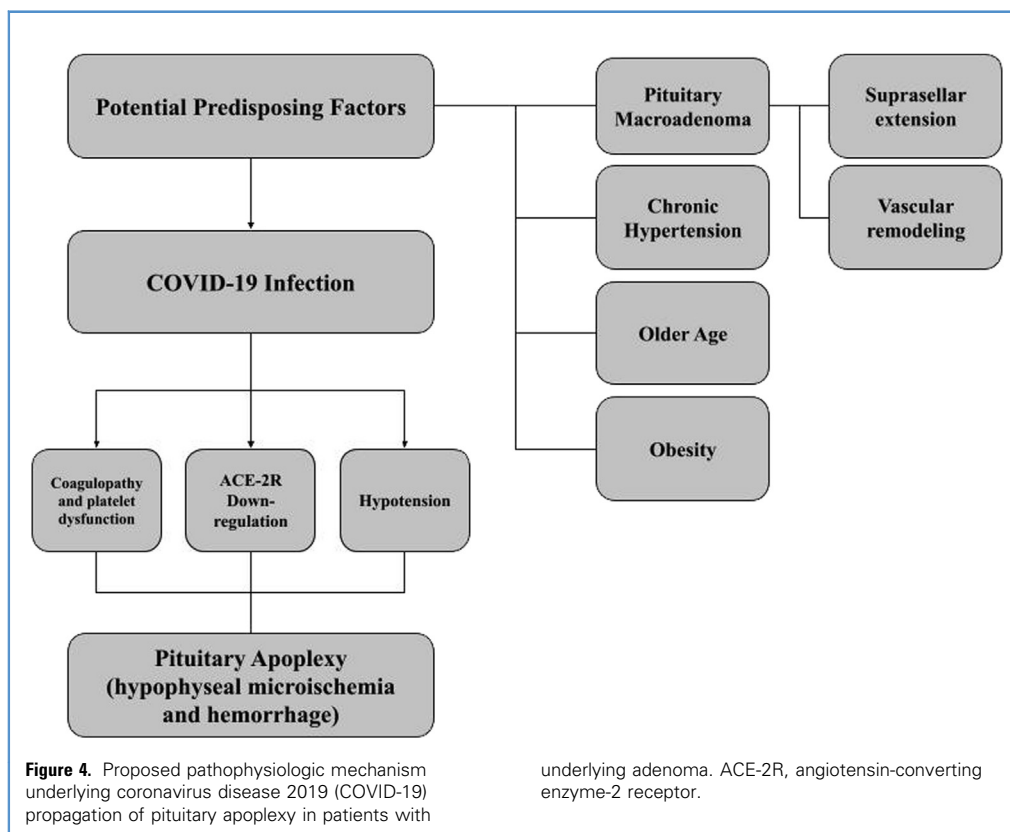 Potential Predisposing Factors
Pituitary
Macroadenoma
Suprasellar
extension
Vascular
remodeling
Chronic
Hypertension
Older Age
Obesity
COVID-19 Infection
Coagulopathy
and platelet
dysfunction
ACE-2R
Down-
regulation
Hypotension
Pituitary Apoplexy
(hypophyseal microischemia
and hemorrhage)
Figure 4. Proposed pathophysiologic mechanism
underlying coronavirus disease 2019 (COVID-19)
propagation of pituitary apoplexy in patients with
underlying adenoma. ACE-2R, angiotensin-converting
enzyme-2 receptor.